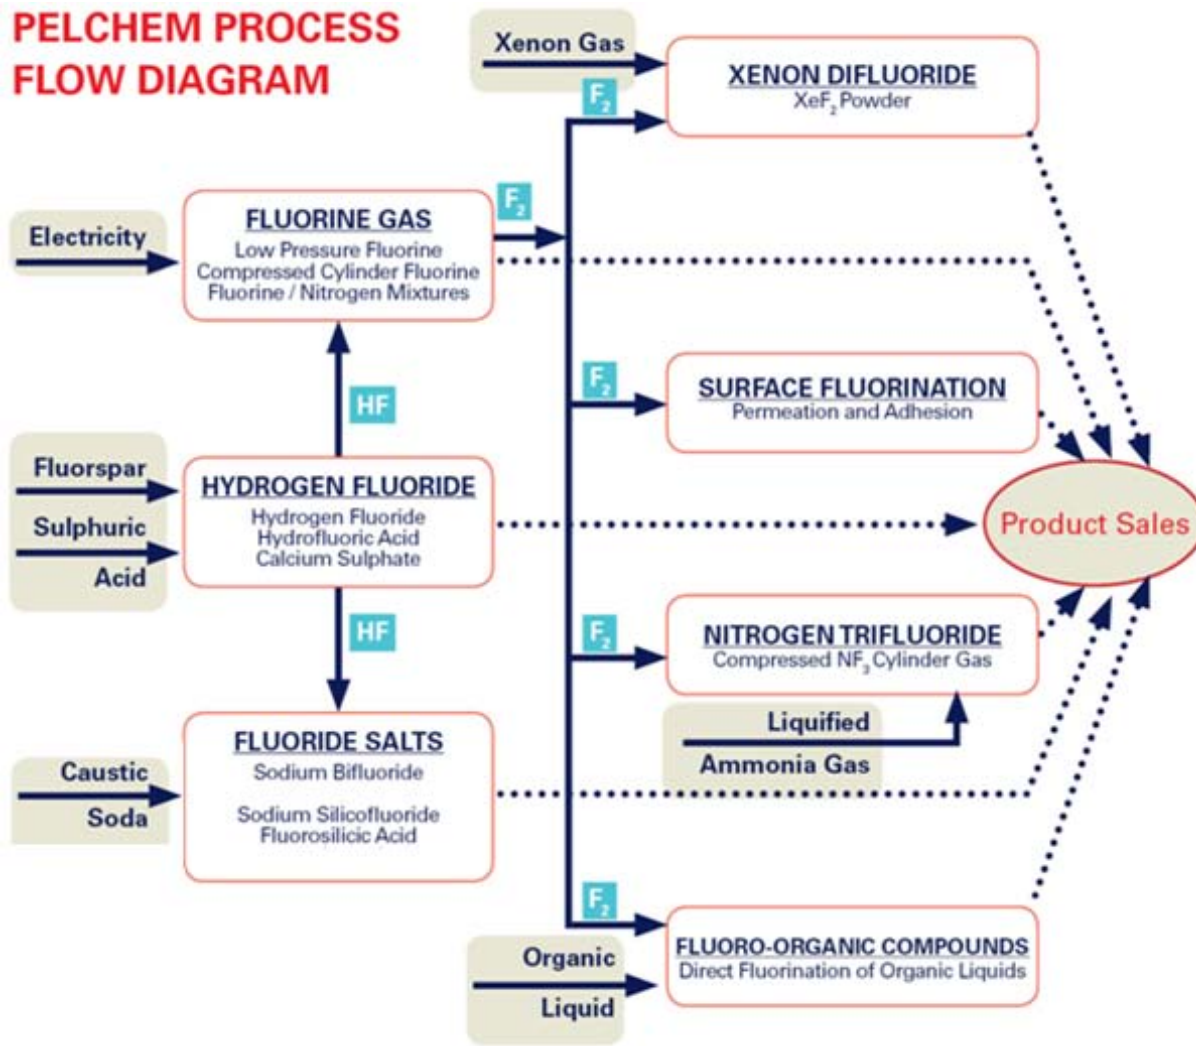 PELCHEM PROCESS
FLOW DIAGRAM
Xenon Gas
F₂
XENON DIFLUORIDE
XeF₂ Powder
Electricity
FLUORINE GAS
Low Pressure Fluorine
Compressed Cylinder Fluorine
Fluorine / Nitrogen Mixtures
F₂
HF
F₂
SURFACE FLUORINATION
Permeation and Adhesion
Fluorspar
Sulphuric
Acid
HYDROGEN FLUORIDE
Hydrogen Fluoride
Hydrofluoric Acid
Calcium Sulphate
Product Sales
HF
F₂
NITROGEN TRIFLUORIDE
Compressed NF₃ Cylinder Gas
Liquified
Ammonia Gas
Caustic
Soda
FLUORIDE SALTS
Sodium Bifluoride
Sodium Silicofluoride
Fluorosilicic Acid
F₂
Organic
Liquid
FLUORO-ORGANIC COMPOUNDS
Direct Fluorination of Organic Liquids